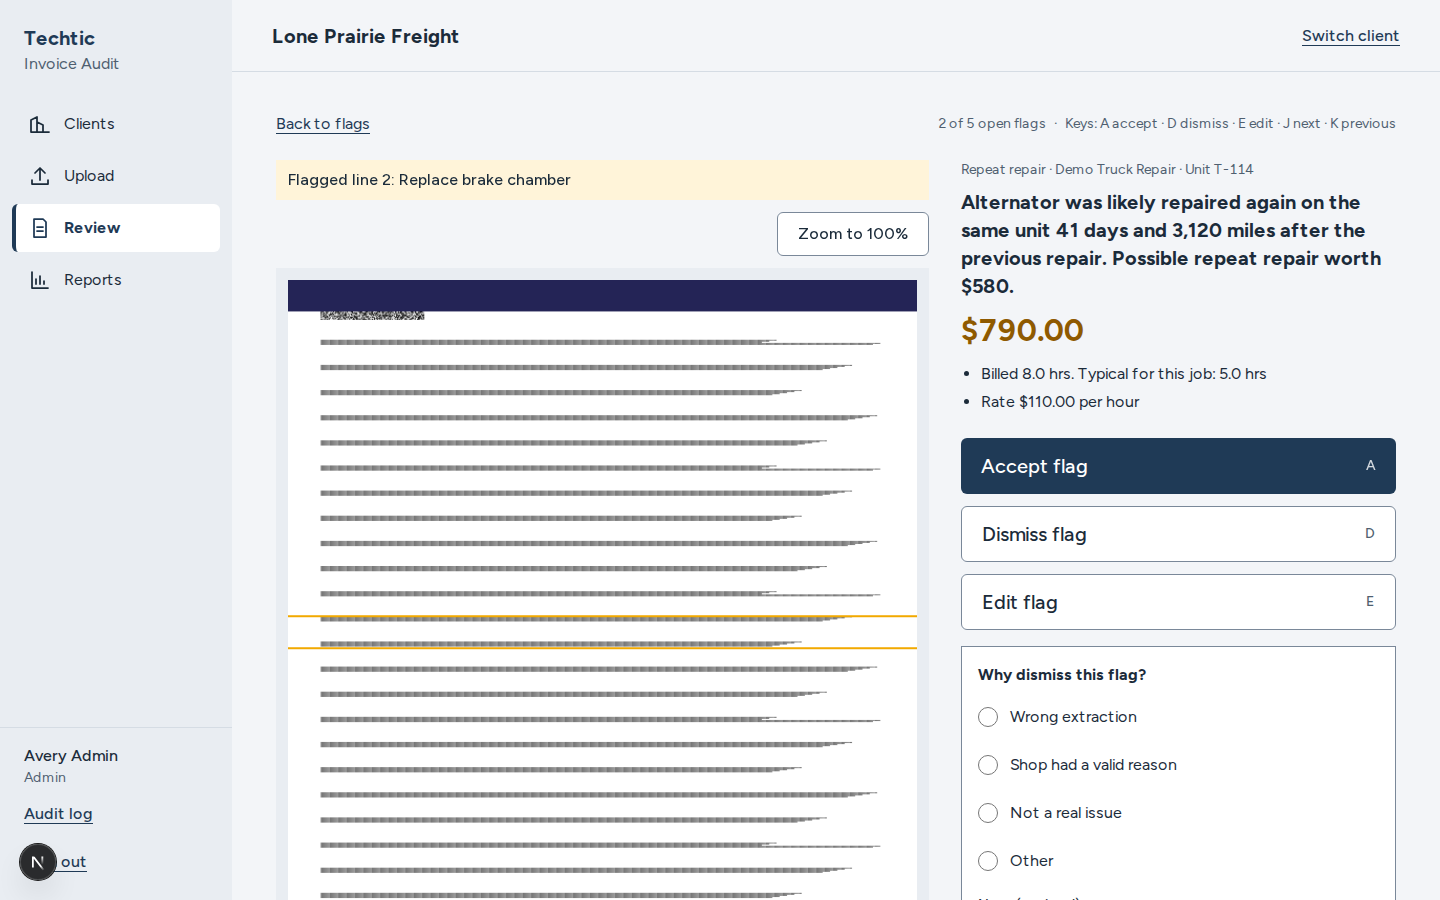 Techtic
Invoice Audit
Clients
Upload
Review
Reports
Avery Admin
Admin
Audit log
N
out
Lone Prairie Freight
Switch client
Back to flags
2 of 5 open flags · Keys: A accept · D dismiss · E edit · J next · K previous
Flagged line 2: Replace brake chamber
Zoom to 100%
Repeat repair · Demo Truck Repair · Unit T-114
Alternator was likely repaired again on the
same unit 41 days and 3,120 miles after the
previous repair. Possible repeat repair worth
$580.
$790.00
• Billed 8.0 hrs. Typical for this job: 5.0 hrs
• Rate $110.00 per hour
Accept flag A
Dismiss flag D
Edit flag E
Why dismiss this flag?
Wrong extraction
Shop had a valid reason
Not a real issue
Other